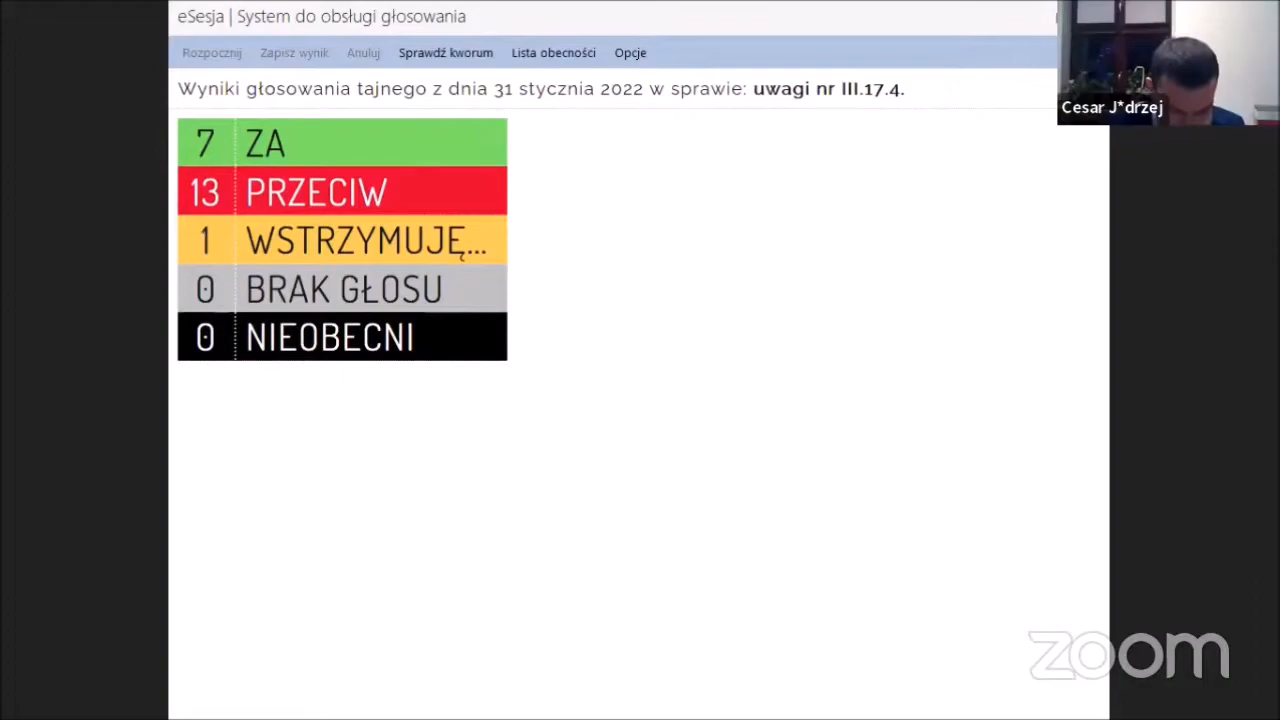 eSesja | System do obsługi głosowania
Rozpocznij Zapisz wynik Anuluj Sprawdź kworum Lista obecności Opcje
Wyniki głosowania tajnego z dnia 31 stycznia 2022 w sprawie: uwagi nr III.17.4.
Cesar J*drzej
7 ZA
13 PRZECIW
1 WSTRZYMUJĘ...
0 BRAK GŁOSU
0 NIEOBECNI
zoom